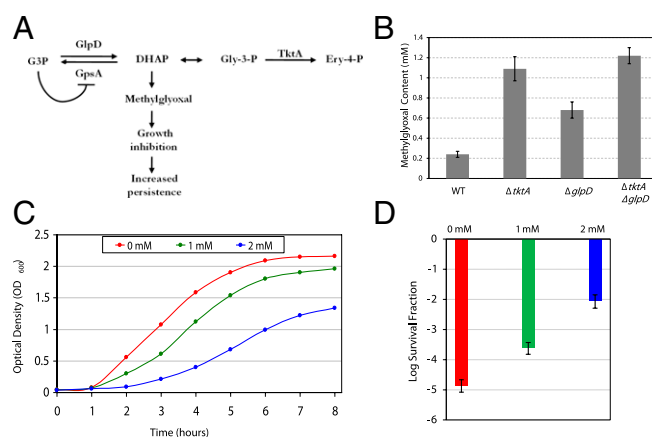 A
GlpD
TktA
G3P
DHAP
Gly-3-P
Ery-4-P
GpsA
Methylglyoxal
Growth
inhibition
Increased
persistence
B
Methylglyoxal Content (mM)
1.4
1.2
1
0.8
0.6
0.4
0.2
0
WT
ΔtktA
ΔglpD
ΔtktA
ΔglpD
C
Optical Density (OD 600)
2.5
2
1.5
1
0.5
0
0 mM
1 mM
2 mM
0 1 2 3 4 5 6 7 8
Time (hours)
D
0 mM
1 mM
2 mM
Log Survival Fraction
0
-1
-2
-3
-4
-5
-6